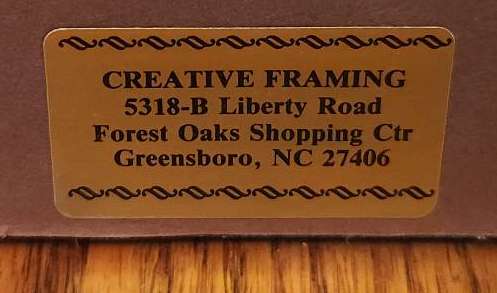 CREATIVE FRAMING
5318-B Liberty Road
Forest Oaks Shopping Ctr
Greensboro, NC 27406